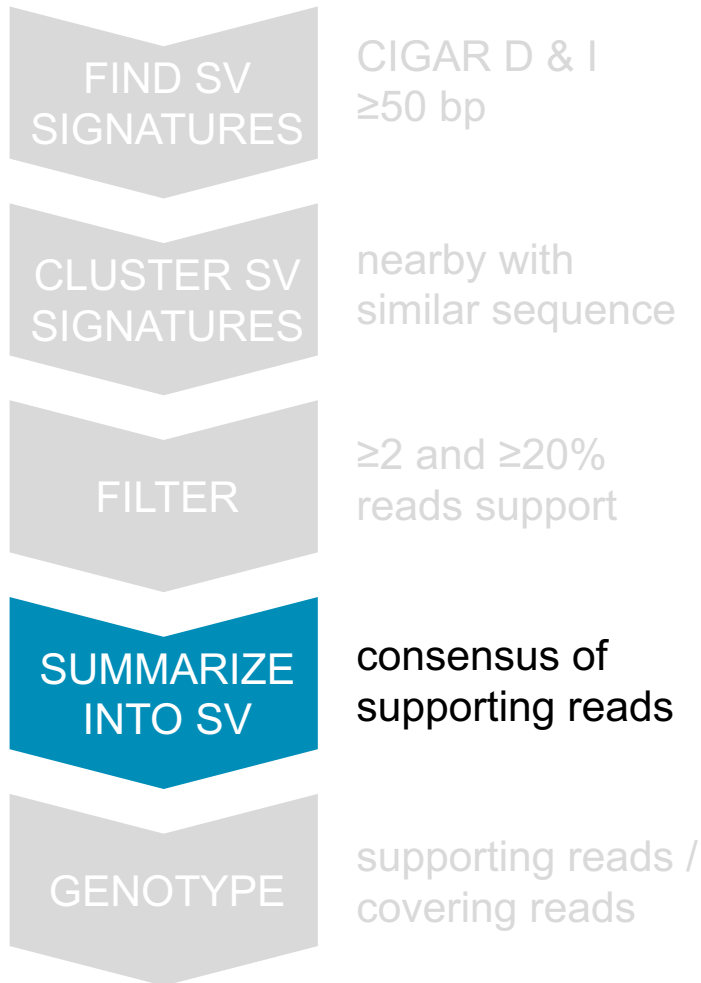 FIND SV
SIGNATURES
CIGAR D & I
≥50 bp
CLUSTER SV
SIGNATURES
nearby with
similar sequence
FILTER
≥2 and ≥20%
reads support
SUMMARIZE
INTO SV
consensus of
supporting reads
GENOTYPE
supporting reads /
covering reads